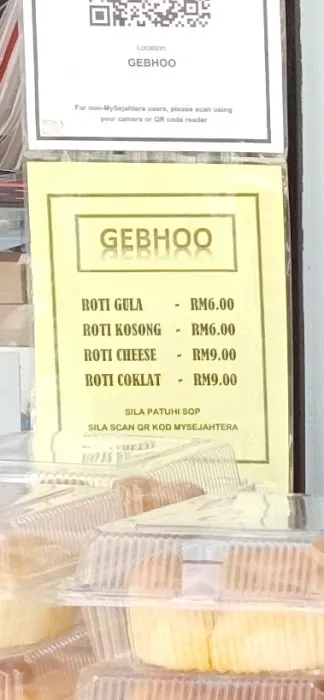 Location
GEBHOO
For non-MySejahtera users, please scan using
your camera or QR code reader
GEBHOO
ROTI GULA - RM6.00
ROTI KOSONG - RM6.00
ROTI CHEESE - RM9.00
ROTI COKLAT - RM9.00
SILA PATUHI SOP
SILA SCAN QR KOD MYSEJAHTERA